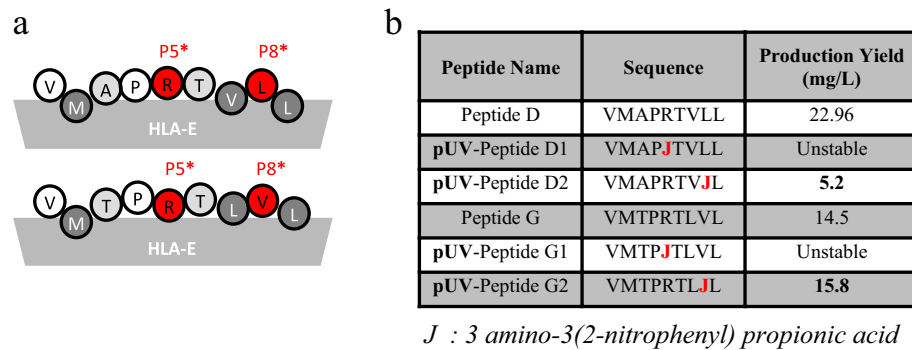 a
P5* P8*
V M A P R T V L L
HLA-E
P5* P8*
V M T P R T L V L
HLA-E
b
Peptide Name Sequence Production Yield
(mg/L)
Peptide D VMAPRTVLL 22.96
pUV-Peptide D1 VMAPJTVLL Unstable
pUV-Peptide D2 VMAPRTVJL 5.2
Peptide G VMTPRTLVL 14.5
pUV-Peptide G1 VMTPJTLVL Unstable
pUV-Peptide G2 VMTPRTLJL 15.8
J : 3 amino-3(2-nitrophenyl) propionic acid